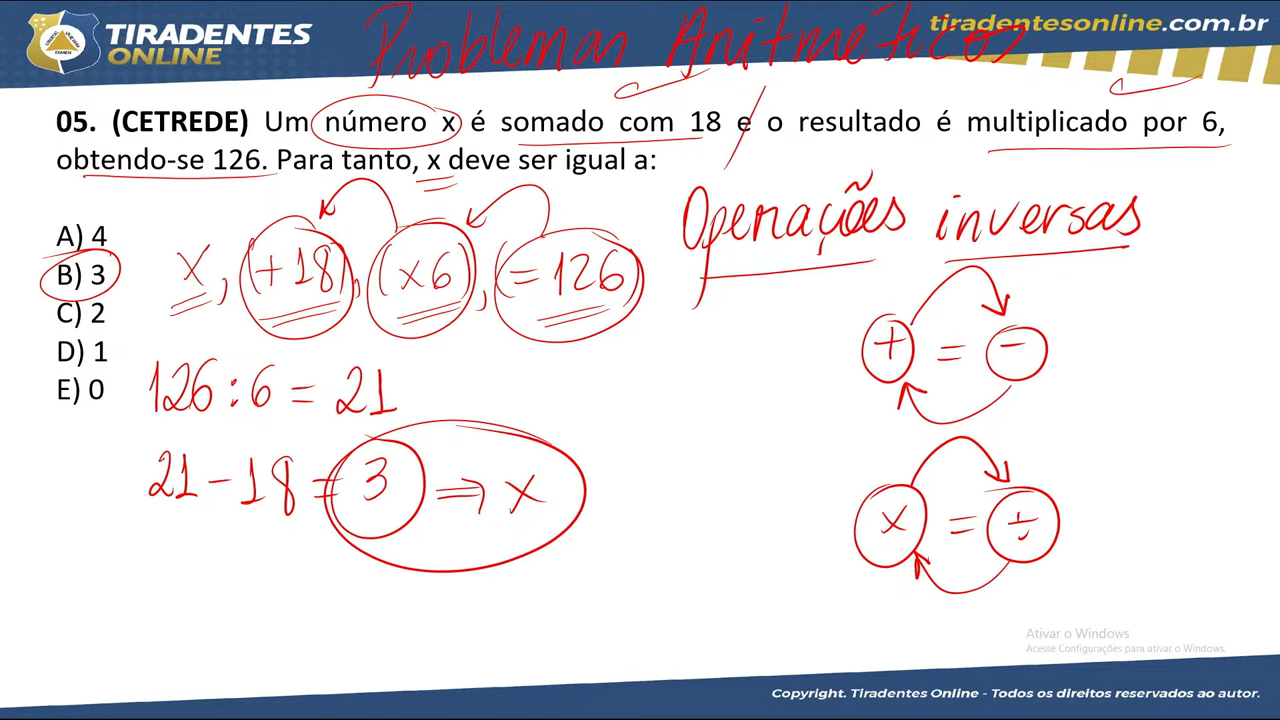 TIRADENTES
ONLINE
Problemas Aritméticos
tiradentesonline.com.br
05. (CETREDE) Um número x é somado com 18 e o resultado é multiplicado por 6,
obtendo-se 126. Para tanto, x deve ser igual a:
Operações inversas
A) 4
B) 3
C) 2
D) 1
E) 0
x, (+18), (x6), (= 126)
126 : 6 = 21
21 - 18 = 3 ⇒ x
+ = -
x = ÷
Ativar o Windows
Acesse Configurações para ativar o Windows.
Copyright. Tiradentes Online - Todos os direitos reservados ao autor.